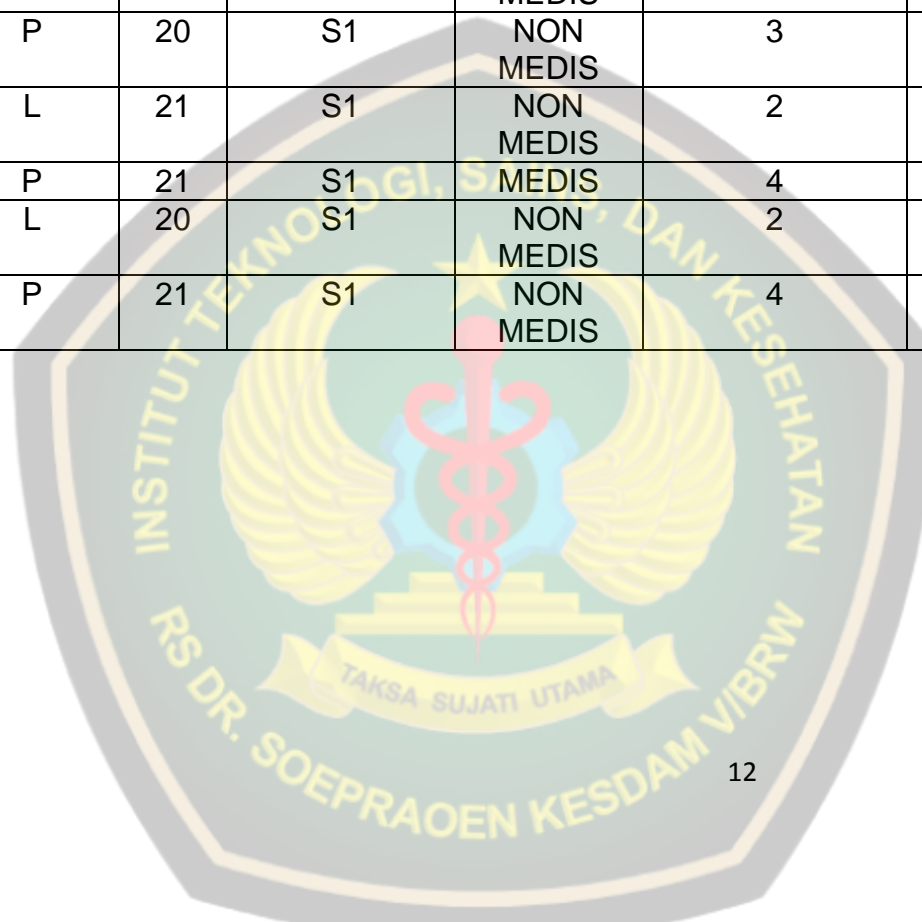 MEDIS
P 20 S1 NON 3
MEDIS
L 21 S1 NON 2
MEDIS
P 21 S1 MEDIS 4
L 20 S1 NON 2
MEDIS
P 21 S1 NON 4
MEDIS
INSTITUT TEKNOLOGI, SAINS, DAN KESEHATAN
TAKSA SUJATI UTAMA
RS DR. SOEPRAOEN KESDAM V/BRW
12